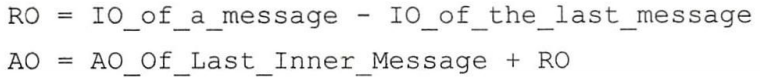 RO = IO_of_a_message - IO_of_the_last_message
AO = AO_Of_Last_Inner_Message + RO